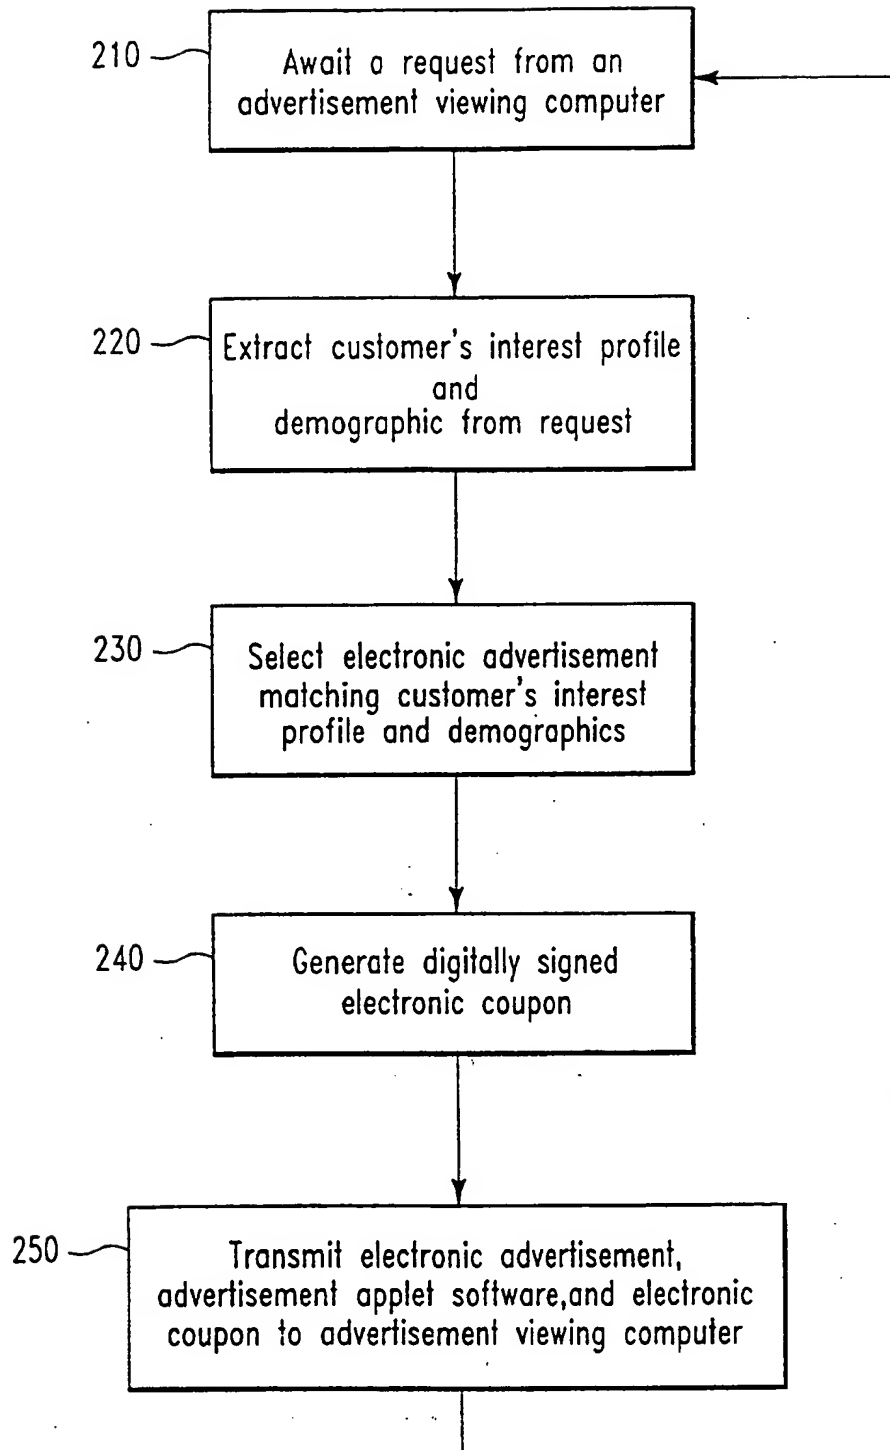 210
Await a request from an
advertisement viewing computer
220
Extract customer's interest profile
and
demographic from request
230
Select electronic advertisement
matching customer's interest
profile and demographics
240
Generate digitally signed
electronic coupon
250
Transmit electronic advertisement,
advertisement applet software,and electronic
coupon to advertisement viewing computer